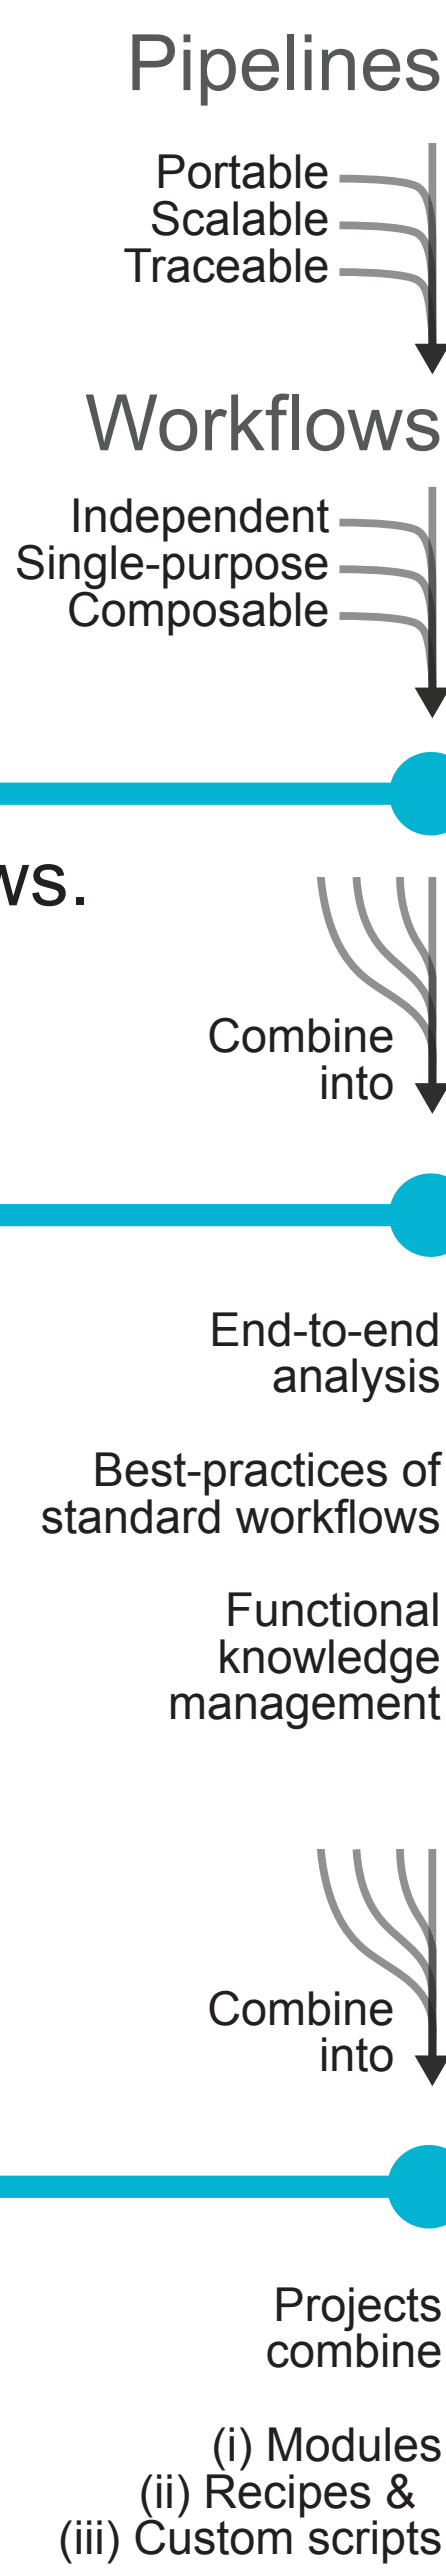 Pipelines
Portable
Scalable
Traceable
Workflows
Independent
Single-purpose
Composable
Combine
into
End-to-end
analysis
Best-practices of
standard workflows
Functional
knowledge
management
Combine
into
Projects
combine
(i) Modules
(ii) Recipes &
(iii) Custom scripts